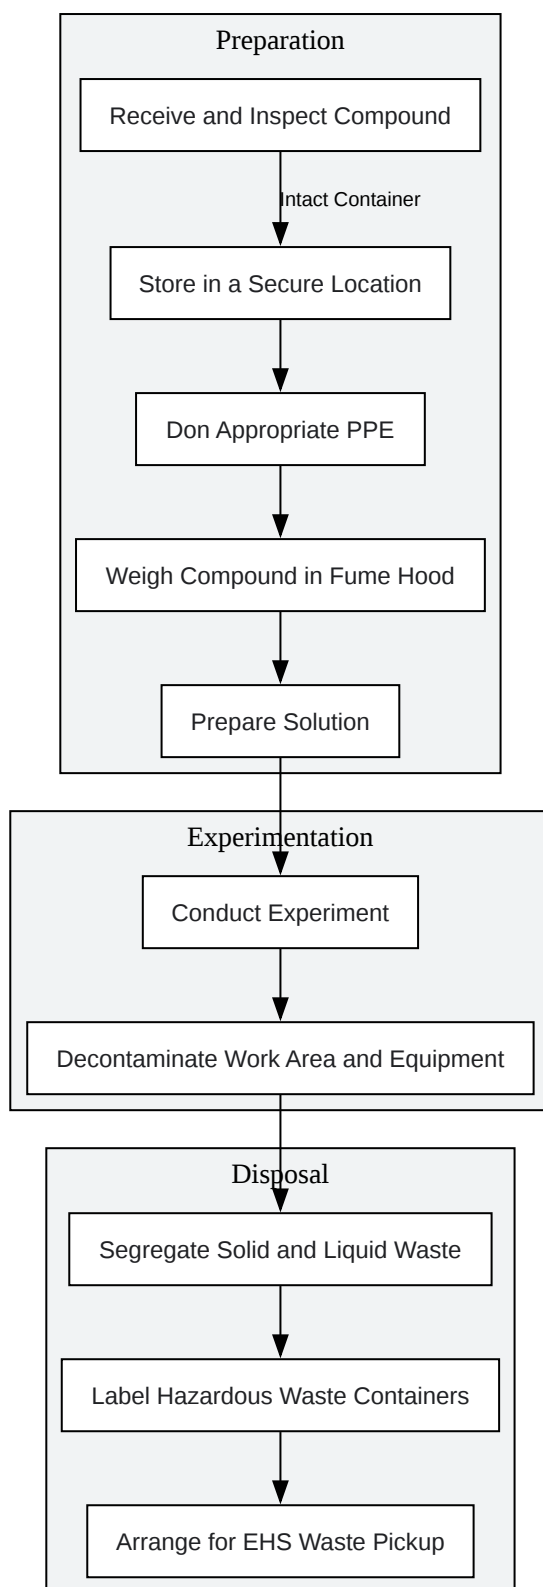 Preparation
Receive and Inspect Compound
Intact Container
Store in a Secure Location
Don Appropriate PPE
Weigh Compound in Fume Hood
Prepare Solution
Experimentation
Conduct Experiment
Decontaminate Work Area and Equipment
Disposal
Segregate Solid and Liquid Waste
Label Hazardous Waste Containers
Arrange for EHS Waste Pickup